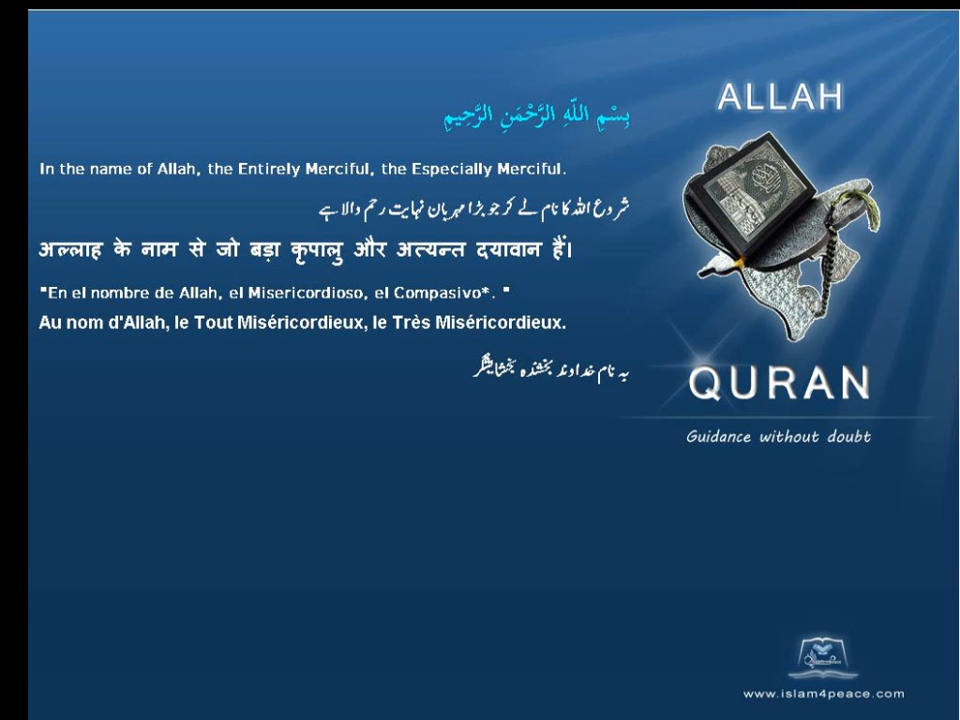 بِسْمِ اللَّهِ الرَّحْمَنِ الرَّحِيمِ
In the name of Allah, the Entirely Merciful, the Especially Merciful.
شروع الله کا نام لے کر جو بڑا مہربان نہایت رحم والا ہے
अल्लाह के नाम से जो बड़ा कृपालु और अत्यन्त दयावान हैं।
"En el nombre de Allah, el Misericordioso, el Compasivo*. "
Au nom d'Allah, le Tout Miséricordieux, le Très Miséricordieux.
به نام خداوند بخشنده بخشایشگر
ALLAH
QURAN
Guidance without doubt
www.islam4peace.com